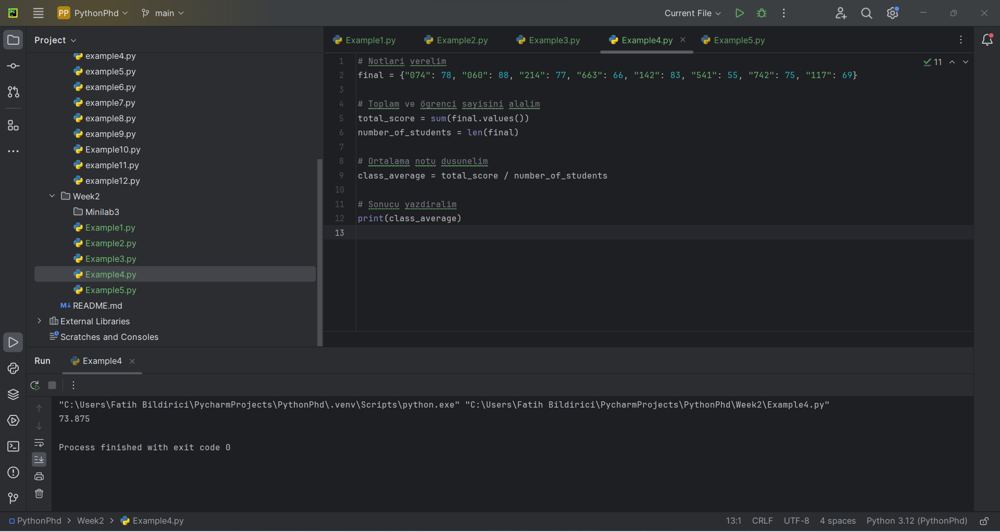 PC
PP PythonPhd main Current File
Project
example4.py
example5.py
example6.py
example7.py
example8.py
example9.py
Example10.py
example11.py
example12.py
Week2
Minilab3
Example1.py
Example2.py
Example3.py
Example4.py
Example5.py
README.md
External Libraries
Scratches and Consoles
Example1.py Example2.py Example3.py Example4.py Example5.py
11
1 # Notlari verelim
2 final = {"074": 78, "060": 88, "214": 77, "663": 66, "142": 83, "541": 55, "742": 75, "117": 69}
3
4 # Toplam ve ögrenci sayisini alalim
5 total_score = sum(final.values())
6 number_of_students = len(final)
7
8 # Ortalama notu dusunelim
9 class_average = total_score / number_of_students
10
11 # Sonucu yazdiralim
12 print(class_average)
13
Run Example4
"C:\Users\Fatih Bildirici\PycharmProjects\PythonPhd\.venv\Scripts\python.exe" "C:\Users\Fatih Bildirici\PycharmProjects\PythonPhd\Week2\Example4.py"
73.875
Process finished with exit code 0
PythonPhd > Week2 > Example4.py 13:1 CRLF UTF-8 4 spaces Python 3.12 (PythonPhd)